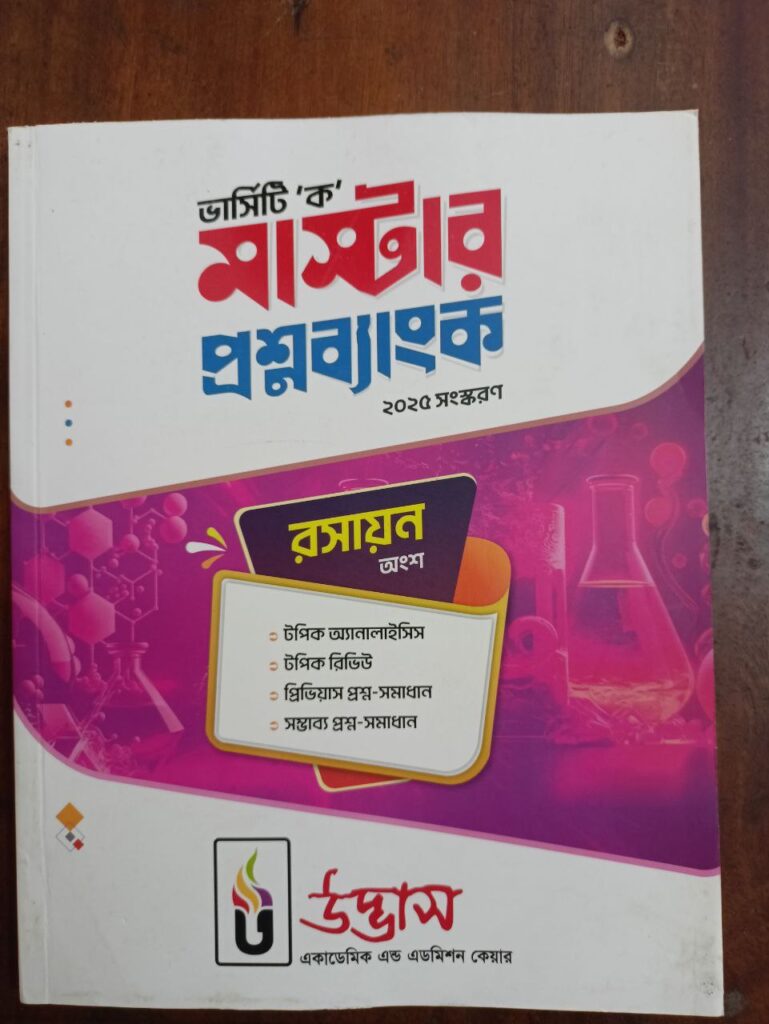 ভার্সিটি 'ক'
মাস্টার
প্রশ্নব্যাংক
২০২৫ সংস্করণ
রসায়ন
অংশ
টপিক অ্যানালাইসিস
টপিক রিভিউ
প্রিভিয়াস প্রশ্ন-সমাধান
সম্ভাব্য প্রশ্ন-সমাধান
উদ্ভাস
একাডেমিক এন্ড এডমিশন কেয়ার